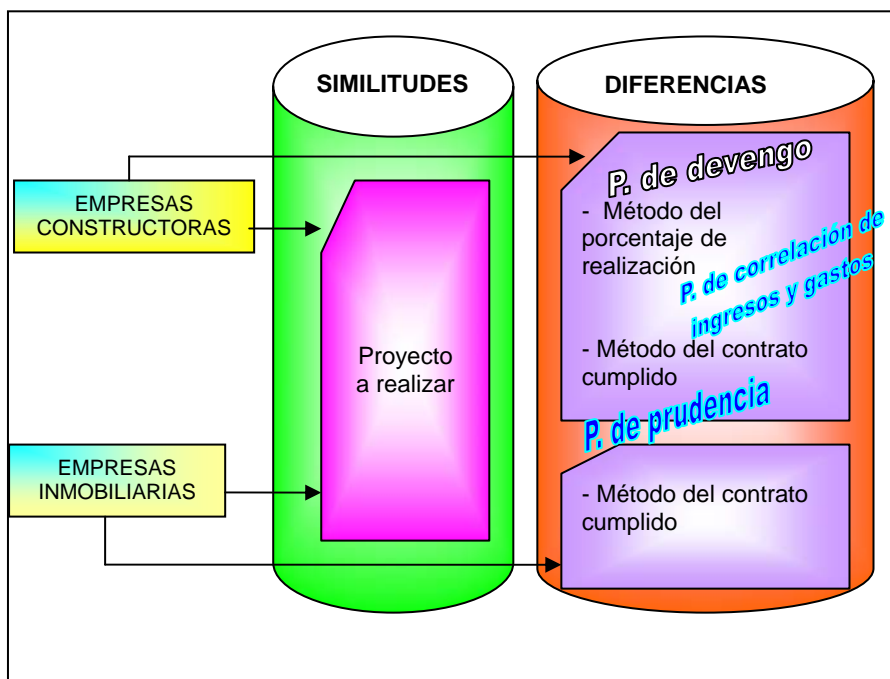 SIMILITUDES
DIFERENCIAS
EMPRESAS
CONSTRUCTORAS
P. de devengo
- Método del
porcentaje de
realización
P. de correlación de
ingresos y gastos
Proyecto
a realizar
- Método del contrato
cumplido
P. de prudencia
EMPRESAS
INMOBILIARIAS
- Método del contrato
cumplido